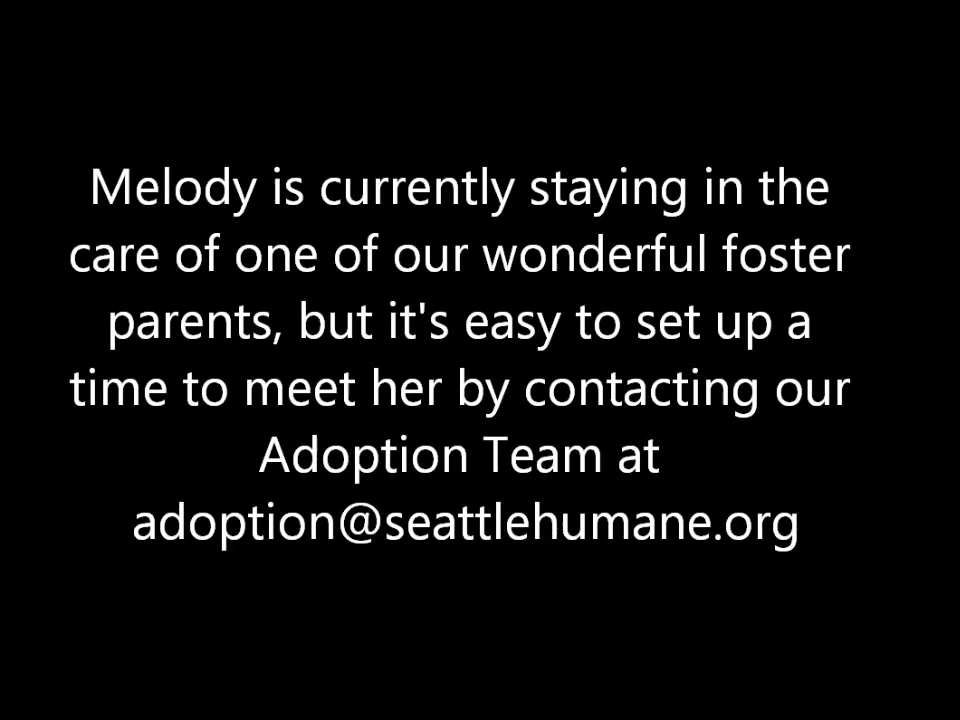 Melody is currently staying in the
care of one of our wonderful foster
parents, but it's easy to set up a
time to meet her by contacting our
Adoption Team at
adoption@seattlehumane.org